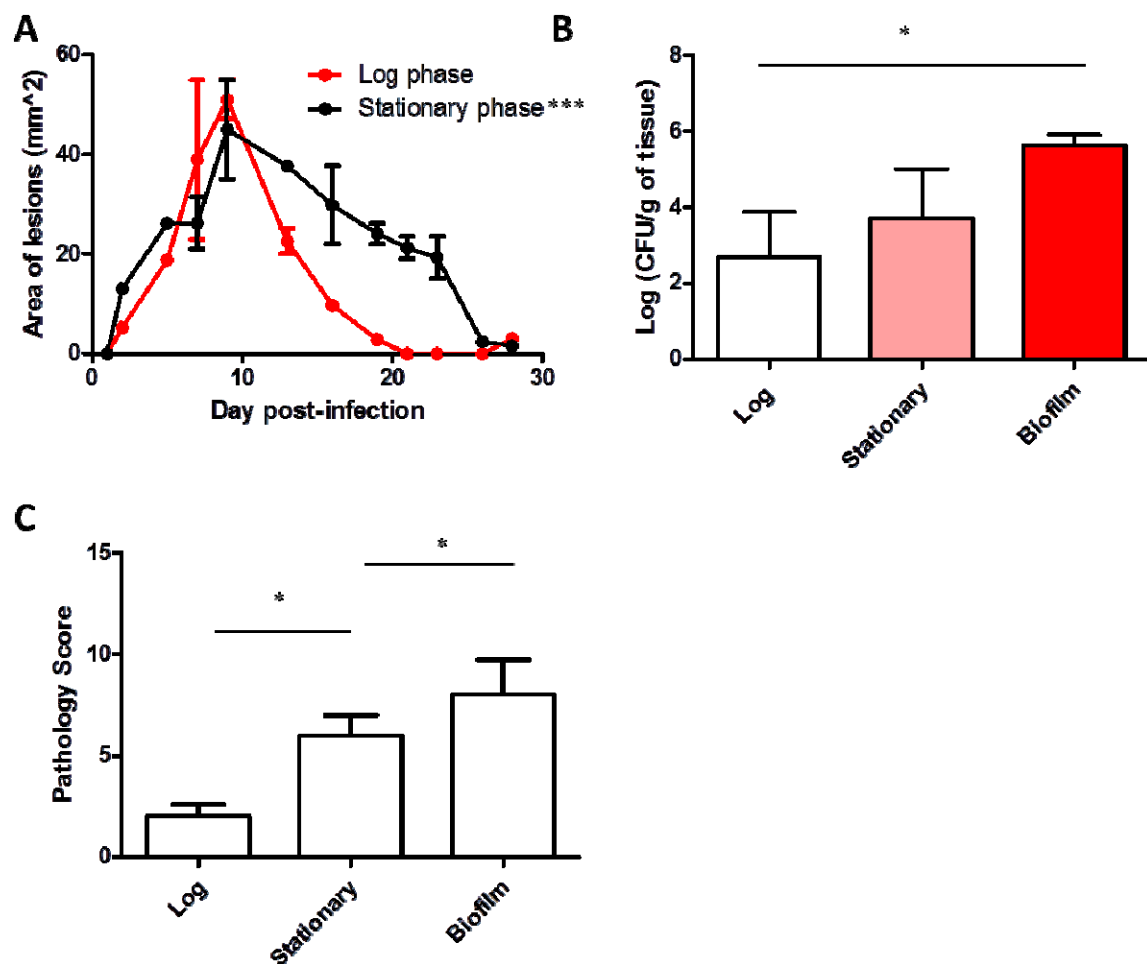 A
Area of lesions (mm^2)
60
40
20
0
0
10
20
30
Day post-infection
Log phase
Stationary phase***
B
*
Log (CFU/g of tissue)
8
6
4
2
0
Log
Stationary
Biofilm
C
*
*
Pathology Score
15
10
5
0
Log
Stationary
Biofilm